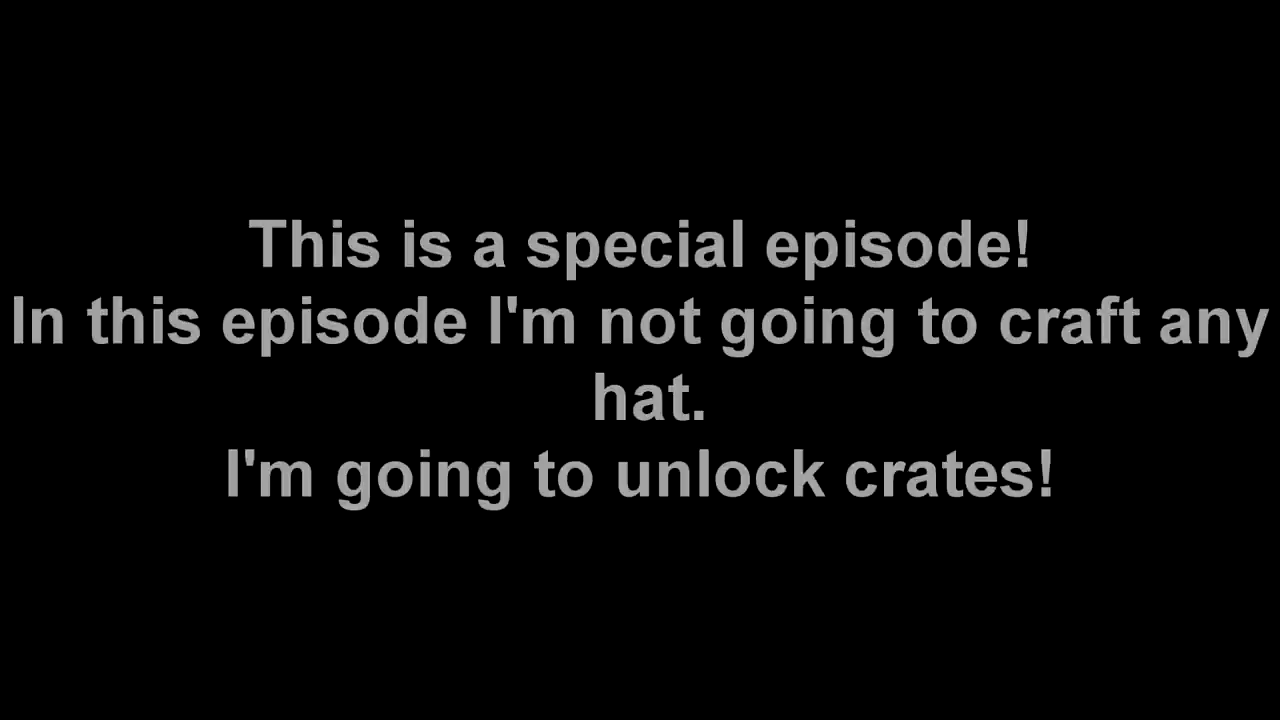 This is a special episode!
In this episode I'm not going to craft any
hat.
I'm going to unlock crates!